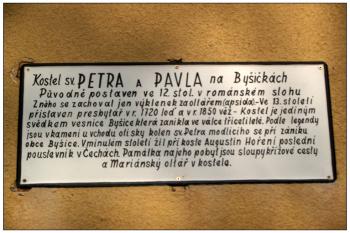 Kostel sv. PETRA A PAVLA na Byšičkách
Původně postaven ve 12. stol. v románském slohu
Z něho se zachoval jen výklenek za oltářem (apsida). Ve 13. století
přistaven presbytář v r. 1720 loď a v r. 1850 věž - Kostel je jediným
svědkem vesnice Byšice která zanikla ve válce třicetileté. Podle legendy
jsou v kameni u vchodu otisky kolen sv. Petra modlícího se při zániku
obce Byšice. V minulém století žil při kostele Augustin Hoření poslední
poustevník v Čechách. Památka na jeho pobyt jsou sloupy křížové cesty
a Mariánský oltář v kostele.